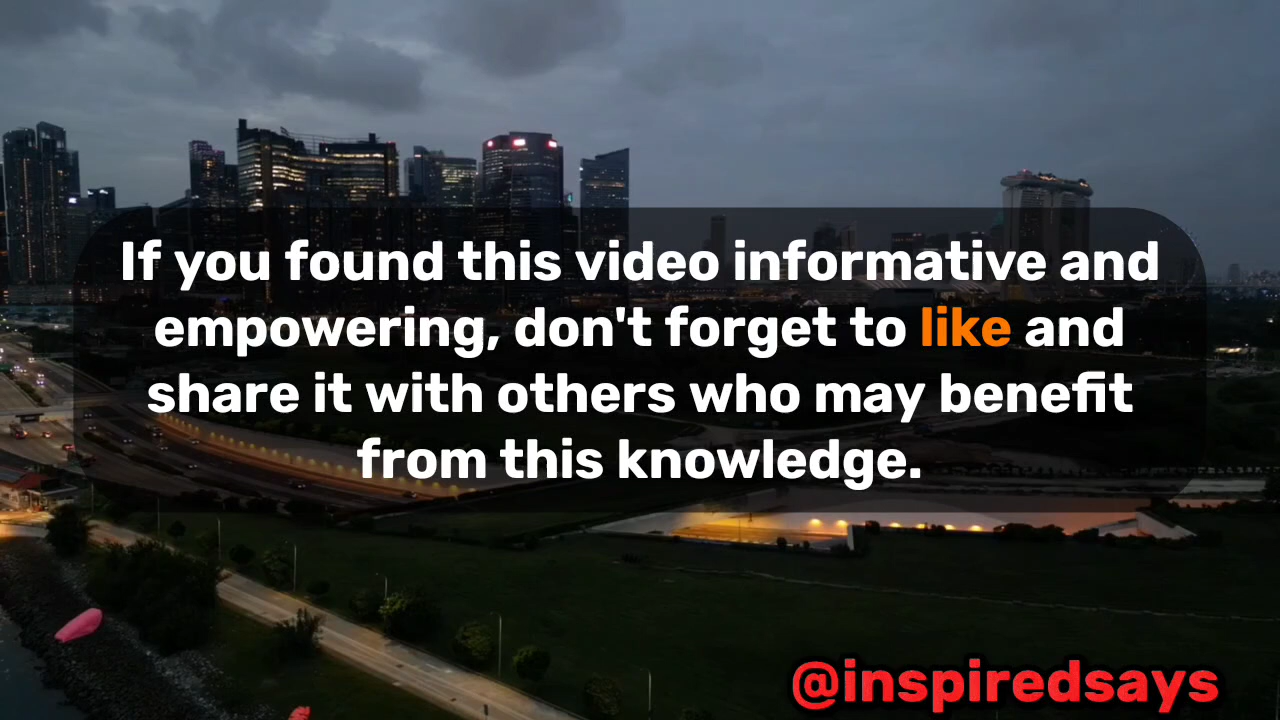 If you found this video informative and
empowering, don't forget to like and
share it with others who may benefit
from this knowledge.
@inspiredsays